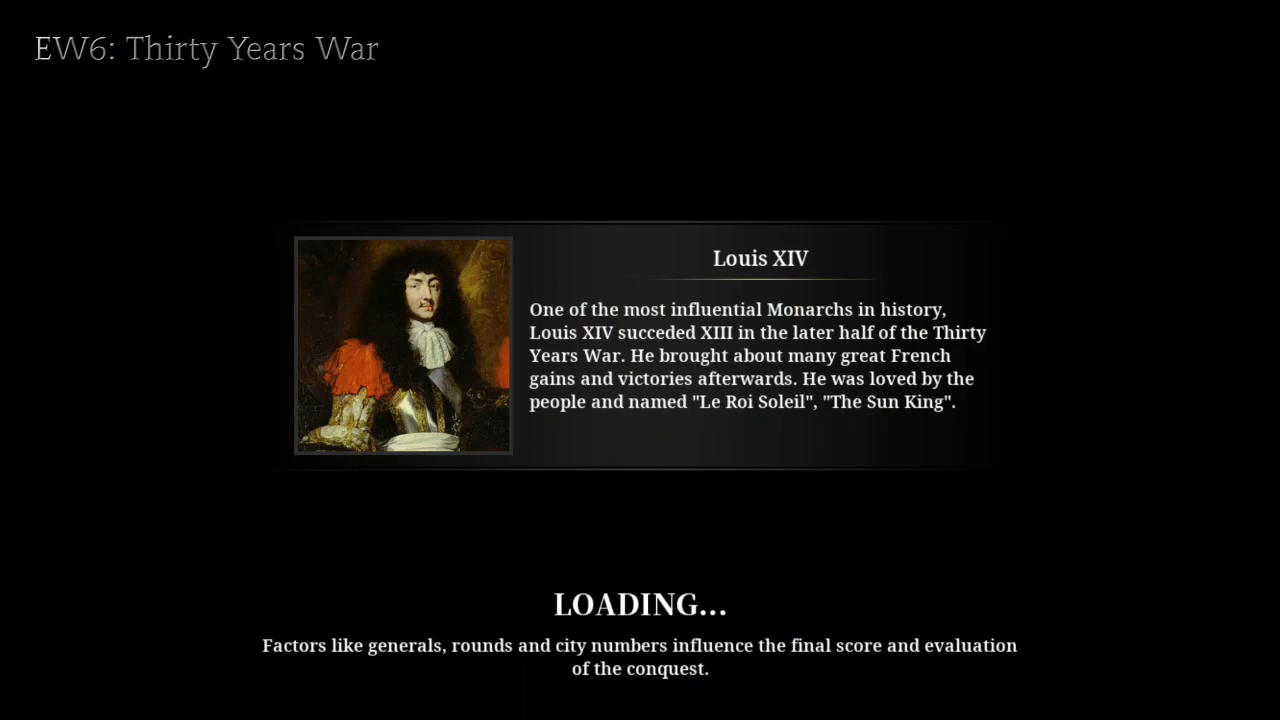 EW6: Thirty Years War
Louis XIV
One of the most influential Monarchs in history,
Louis XIV succeded XIII in the later half of the Thirty
Years War. He brought about many great French
gains and victories afterwards. He was loved by the
people and named "Le Roi Soleil", "The Sun King".
LOADING...
Factors like generals, rounds and city numbers influence the final score and evaluation
of the conquest.